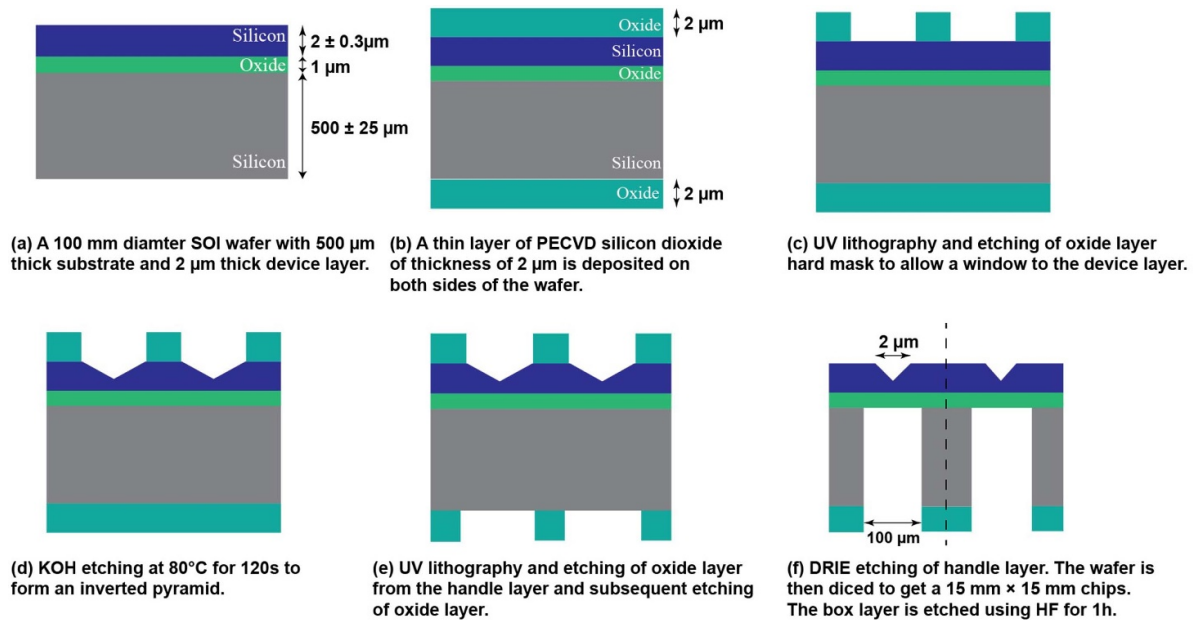 Silicon
2 ± 0.3µm
Oxide
1 µm
500 ± 25 µm
Silicon
(a) A 100 mm diamter SOI wafer with 500 µm
thick substrate and 2 µm thick device layer.
Oxide
2 µm
Silicon
Oxide
Silicon
Oxide
2 µm
(b) A thin layer of PECVD silicon dioxide
of thickness of 2 µm is deposited on
both sides of the wafer.
(c) UV lithography and etching of oxide layer
hard mask to allow a window to the device layer.
(d) KOH etching at 80°C for 120s to
form an inverted pyramid.
(e) UV lithography and etching of oxide layer
from the handle layer and subsequent etching
of oxide layer.
2 µm
100 µm
(f) DRIE etching of handle layer. The wafer is
then diced to get a 15 mm × 15 mm chips.
The box layer is etched using HF for 1h.